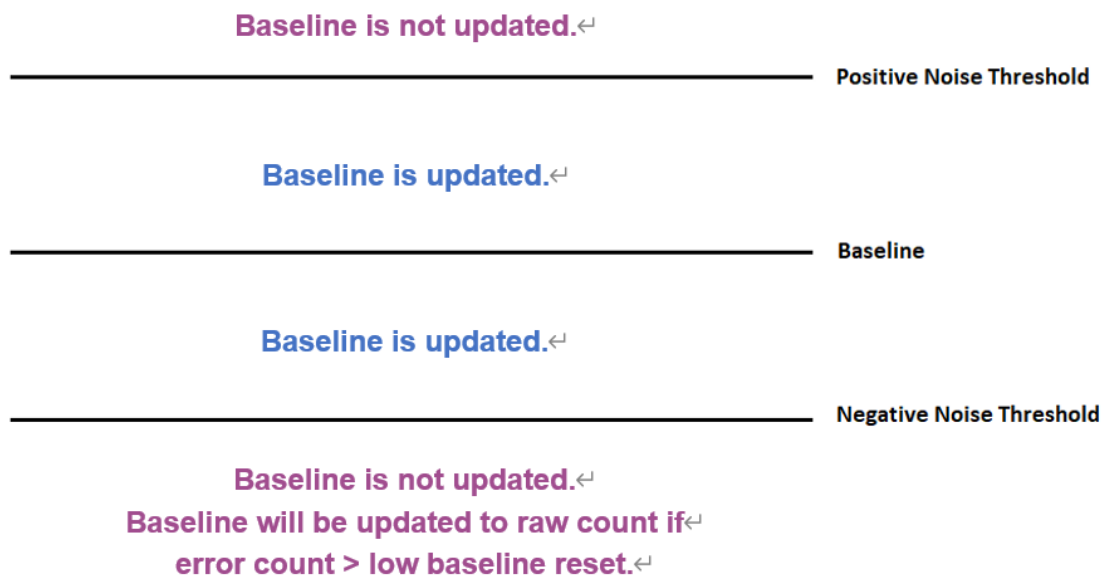 Baseline is not updated.↵
Positive Noise Threshold
Baseline is updated.↵
Baseline
Baseline is updated.↵
Negative Noise Threshold
Baseline is not updated.↵
Baseline will be updated to raw count if↵
error count > low baseline reset.↵